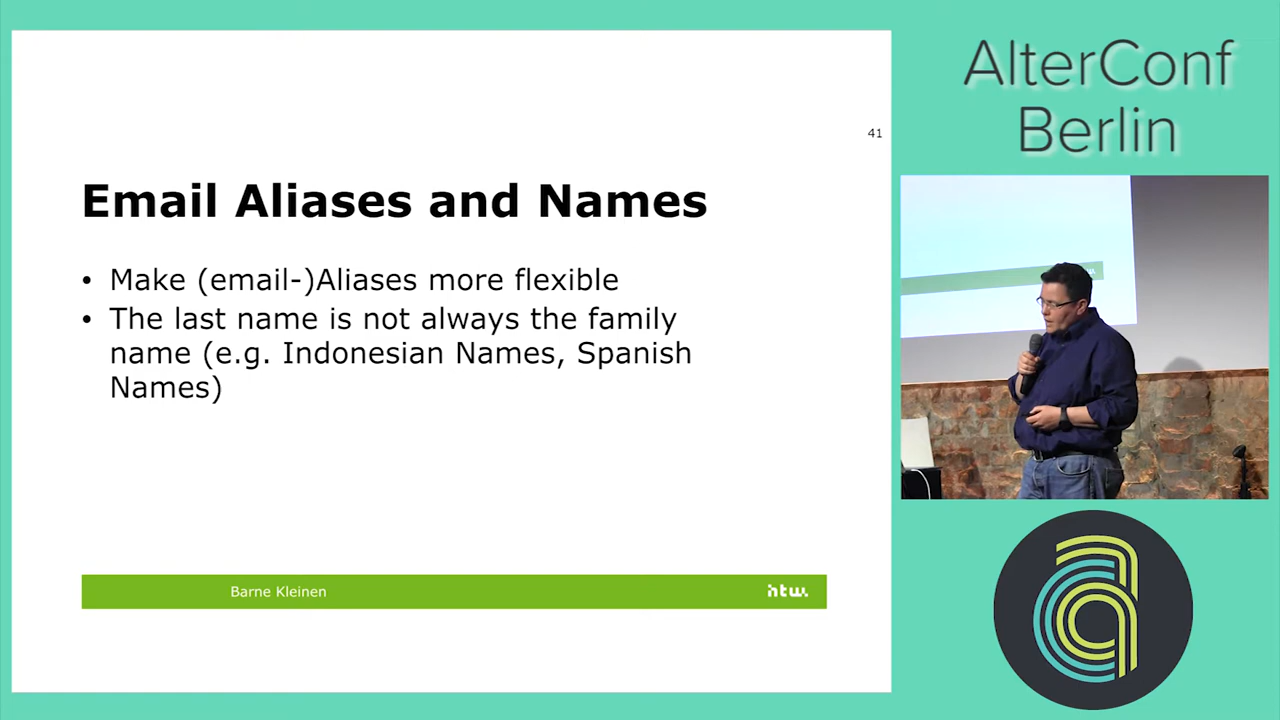 AlterConf
Berlin
41
Email Aliases and Names
• Make (email-)Aliases more flexible
• The last name is not always the family
name (e.g. Indonesian Names, Spanish
Names)
Barne Kleinen
htw.